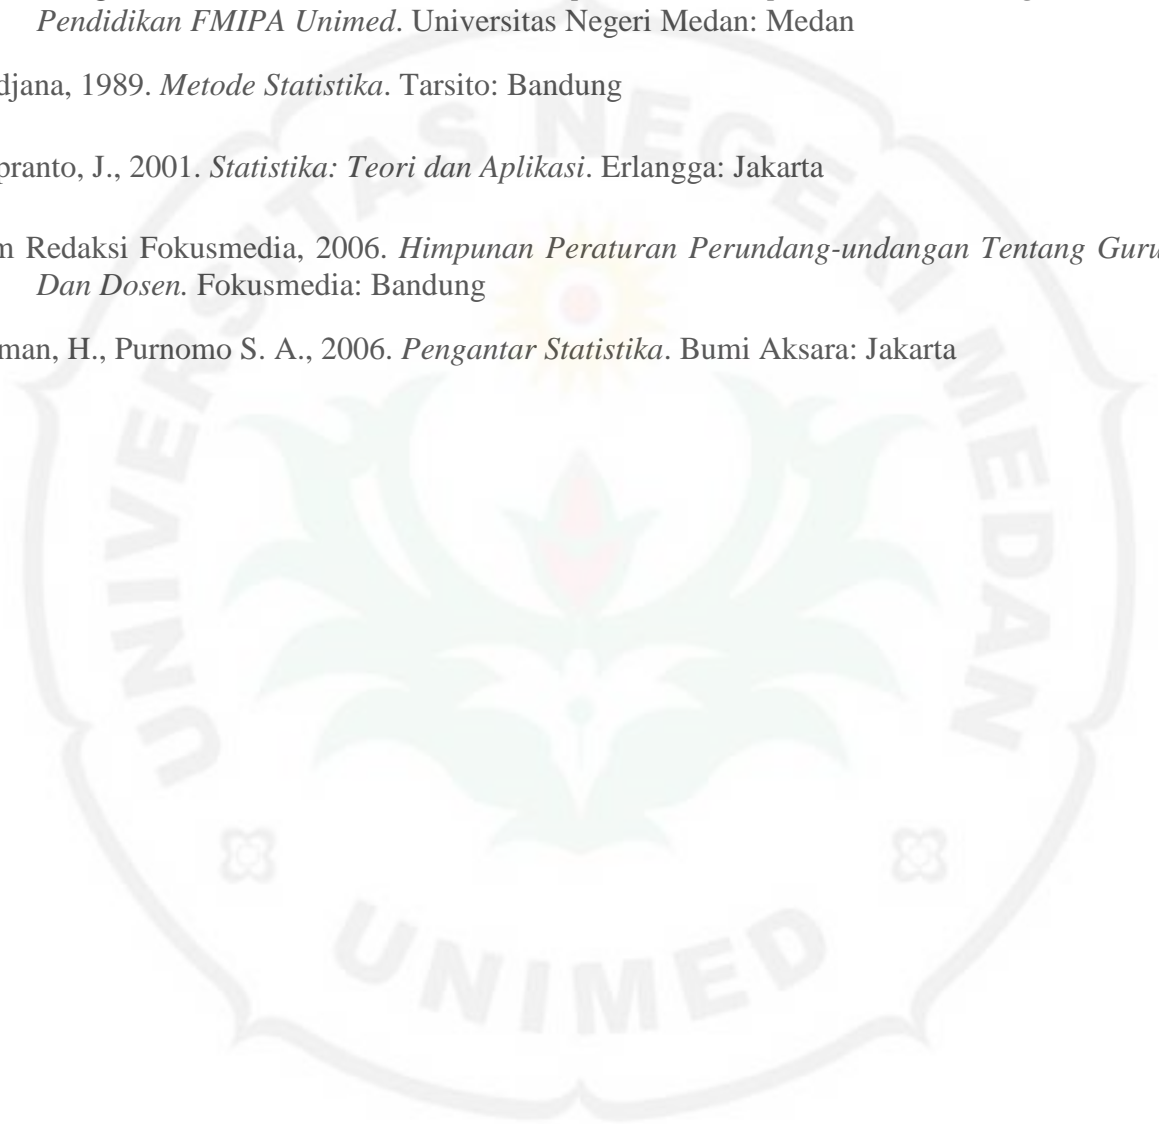 Pendidikan FMIPA Unimed. Universitas Negeri Medan: Medan
djana, 1989. Metode Statistika. Tarsito: Bandung
pranto, J., 2001. Statistika: Teori dan Aplikasi. Erlangga: Jakarta
m Redaksi Fokusmedia, 2006. Himpunan Peraturan Perundang-undangan Tentang Guru
Dan Dosen. Fokusmedia: Bandung
man, H., Purnomo S. A., 2006. Pengantar Statistika. Bumi Aksara: Jakarta
UNIVERSITAS NEGERI MEDAN
UNIMED